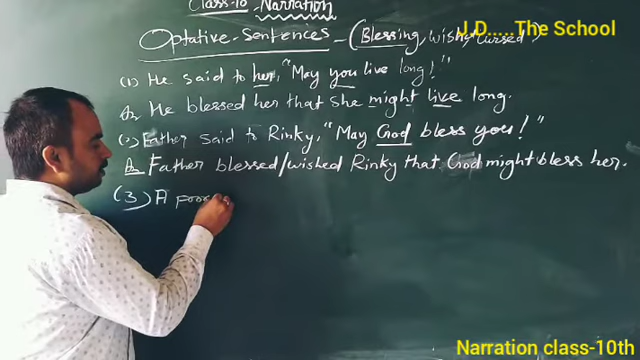 Class-10 Narration
J.D.....The School
Optative-Sentences - (Blessing, wish, Cursed)
(1) He said to her, "May you live long!"
A. He blessed her that she might live long.
(2) Father said to Rinky, "May God bless you!"
A Father blessed/wished Rinky that God might bless her.
(3) A poor
Narration class-10th